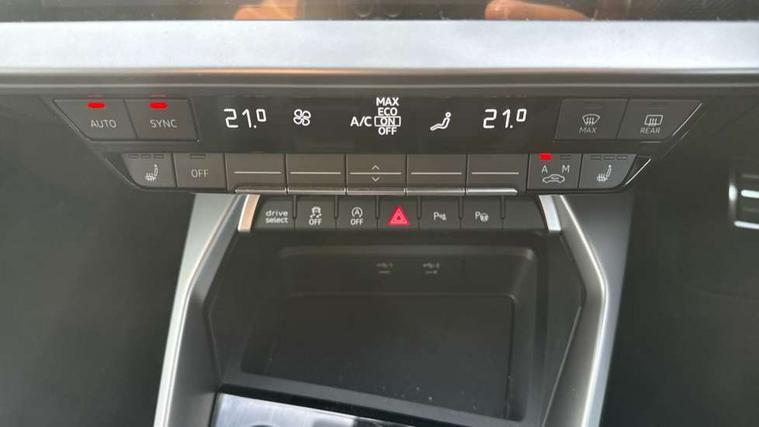 AUTO SYNC 21.0 A/C MAX ECO ON OFF 21.0 MAX REAR
OFF A M
drive select OFF A OFF P P